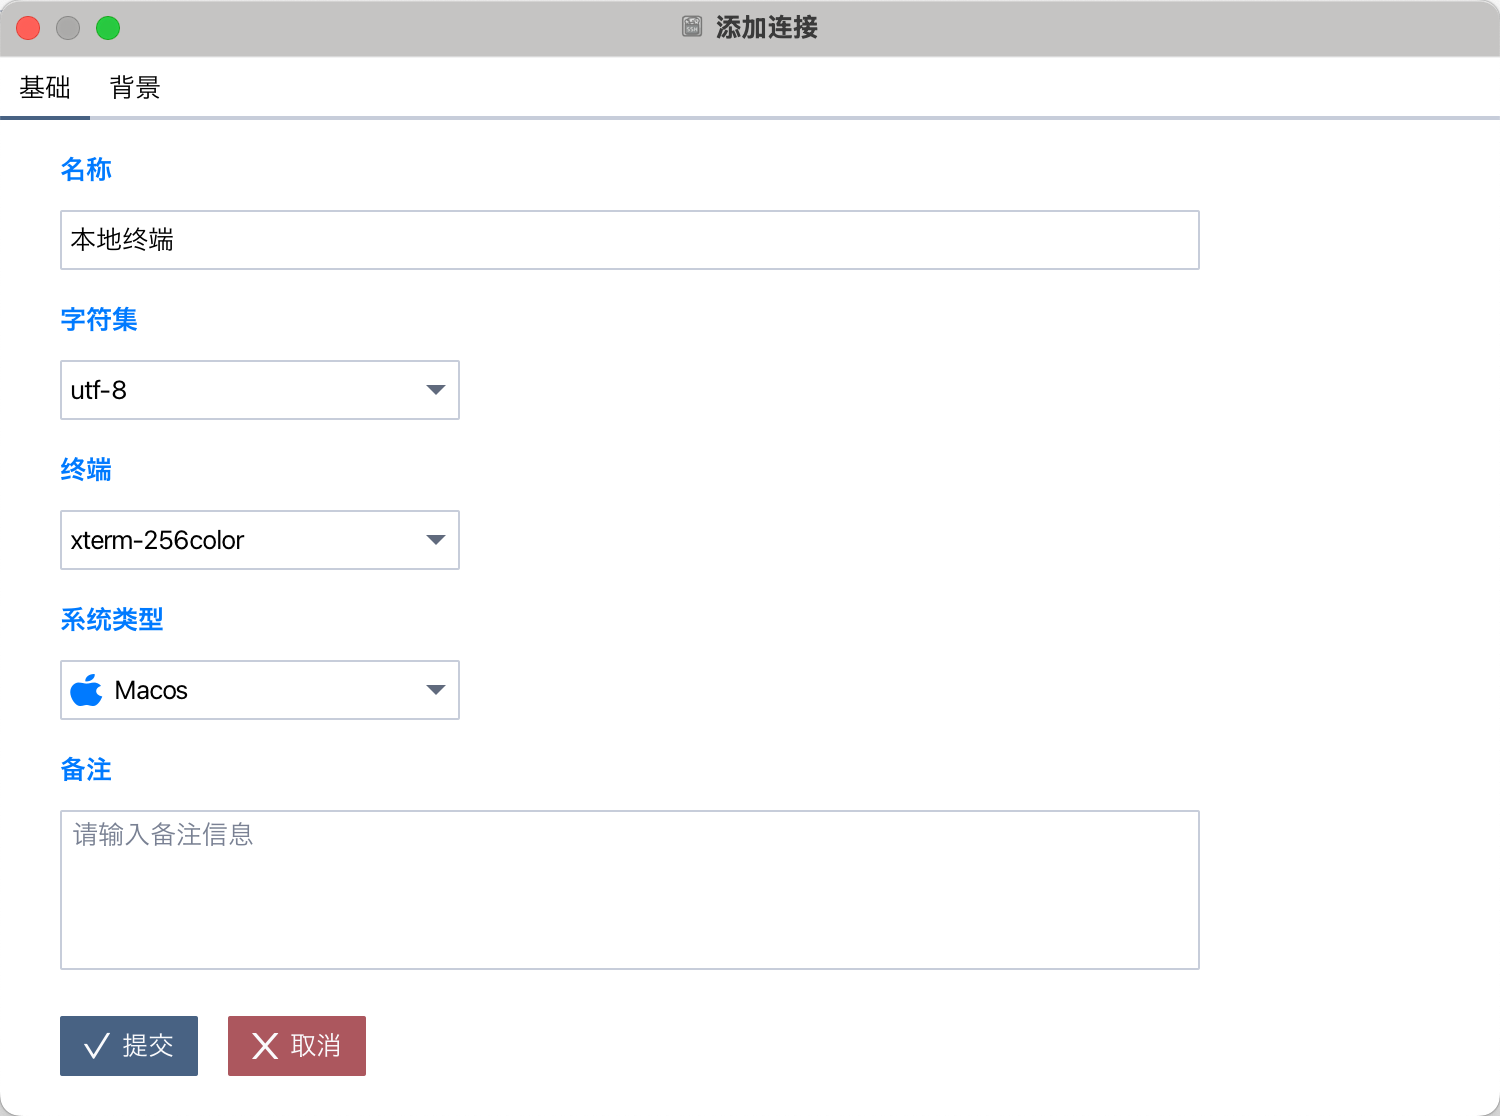 添加连接
基础 背景
名称
本地终端
字符集
utf-8
终端
xterm-256color
系统类型
Macos
备注
请输入备注信息
提交 取消